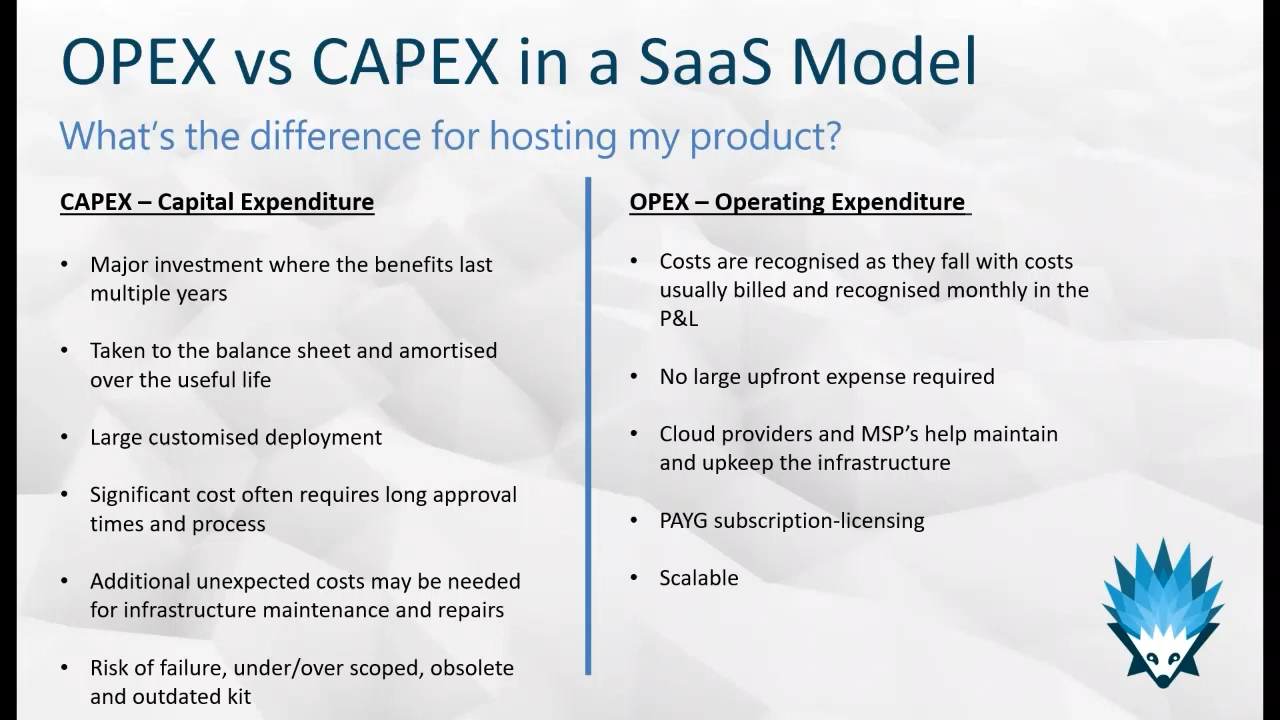 OPEX vs CAPEX in a SaaS Model
What's the difference for hosting my product?
CAPEX – Capital Expenditure
• Major investment where the benefits last
multiple years
• Taken to the balance sheet and amortised
over the useful life
• Large customised deployment
• Significant cost often requires long approval
times and process
• Additional unexpected costs may be needed
for infrastructure maintenance and repairs
• Risk of failure, under/over scoped, obsolete
and outdated kit
OPEX – Operating Expenditure
• Costs are recognised as they fall with costs
usually billed and recognised monthly in the
P&L
• No large upfront expense required
• Cloud providers and MSP's help maintain
and upkeep the infrastructure
• PAYG subscription-licensing
• Scalable